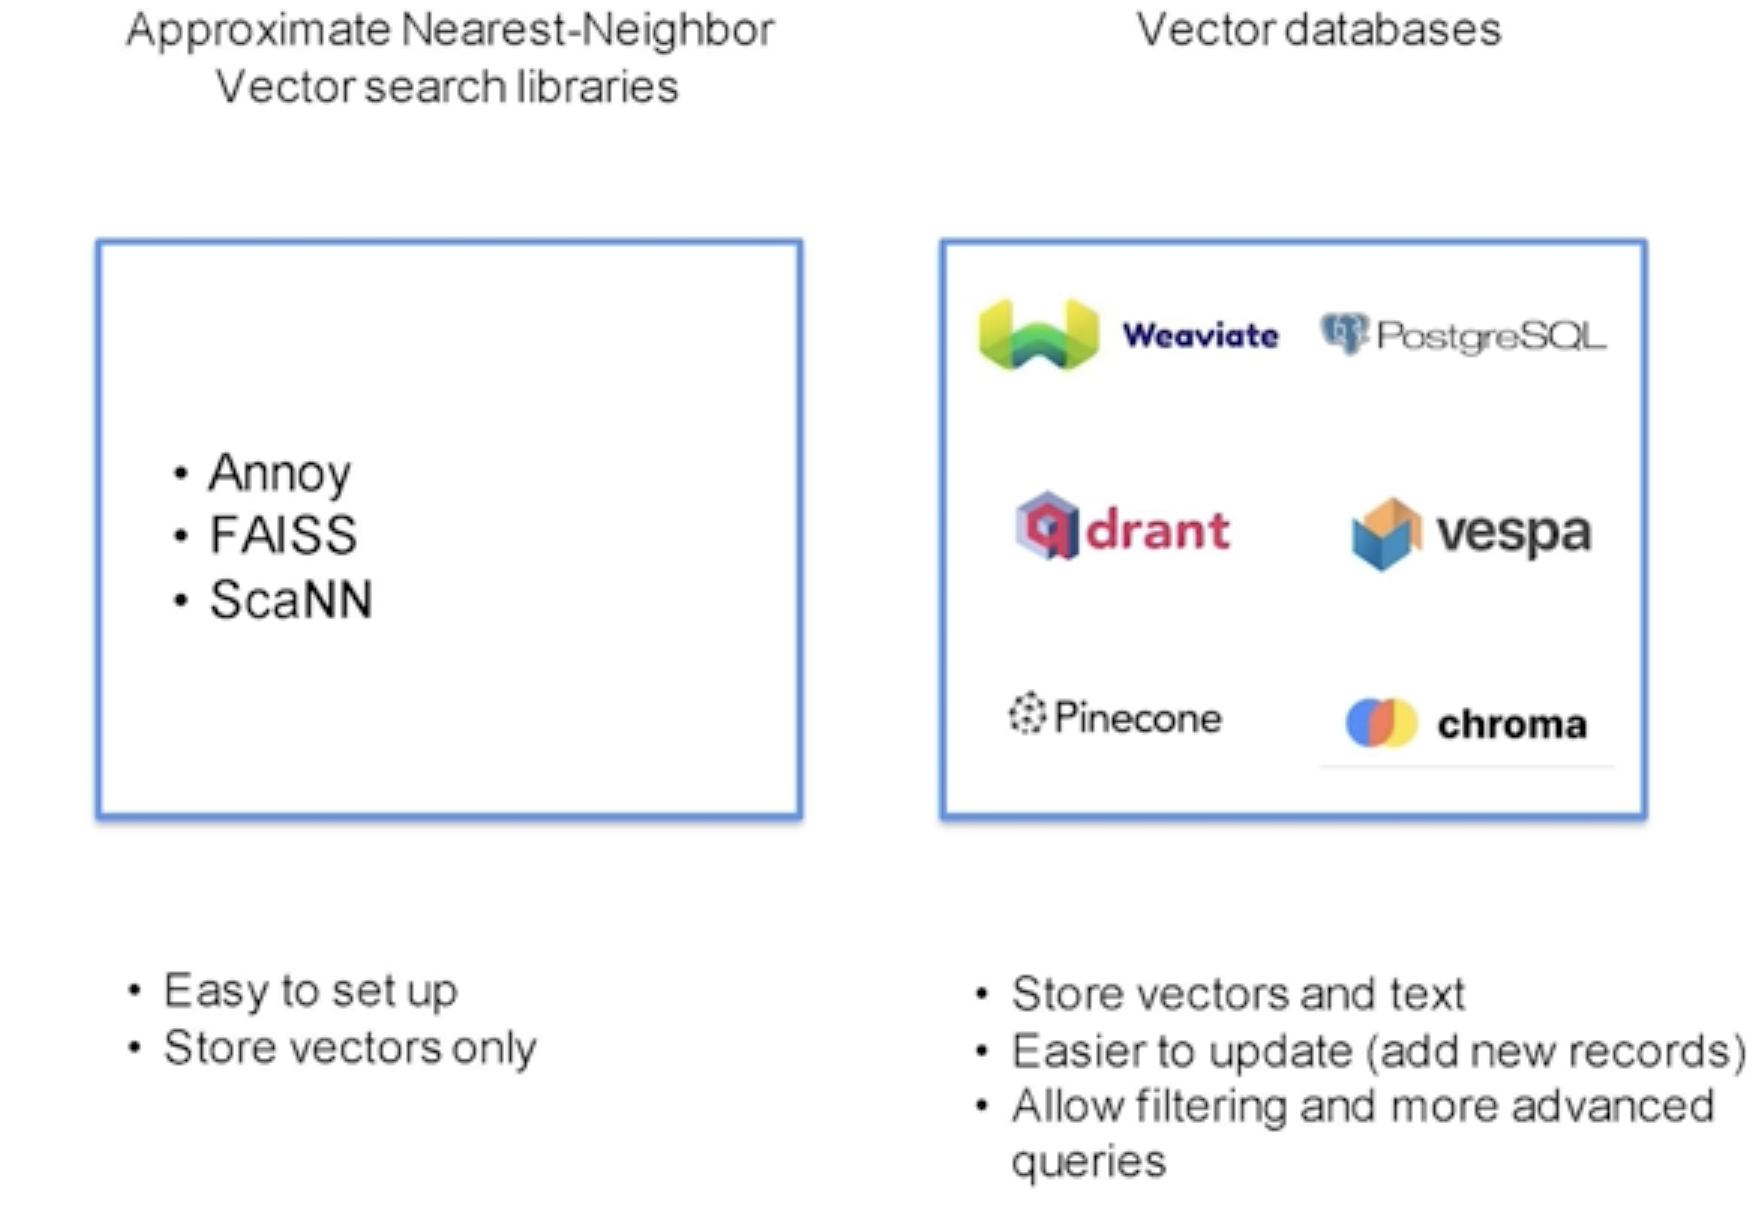 Approximate Nearest-Neighbor
Vector search libraries
• Annoy
• FAISS
• ScaNN
• Easy to set up
• Store vectors only
Vector databases
Weaviate
PostgreSQL
qdrant
vespa
Pinecone
chroma
• Store vectors and text
• Easier to update (add new records)
• Allow filtering and more advanced
queries